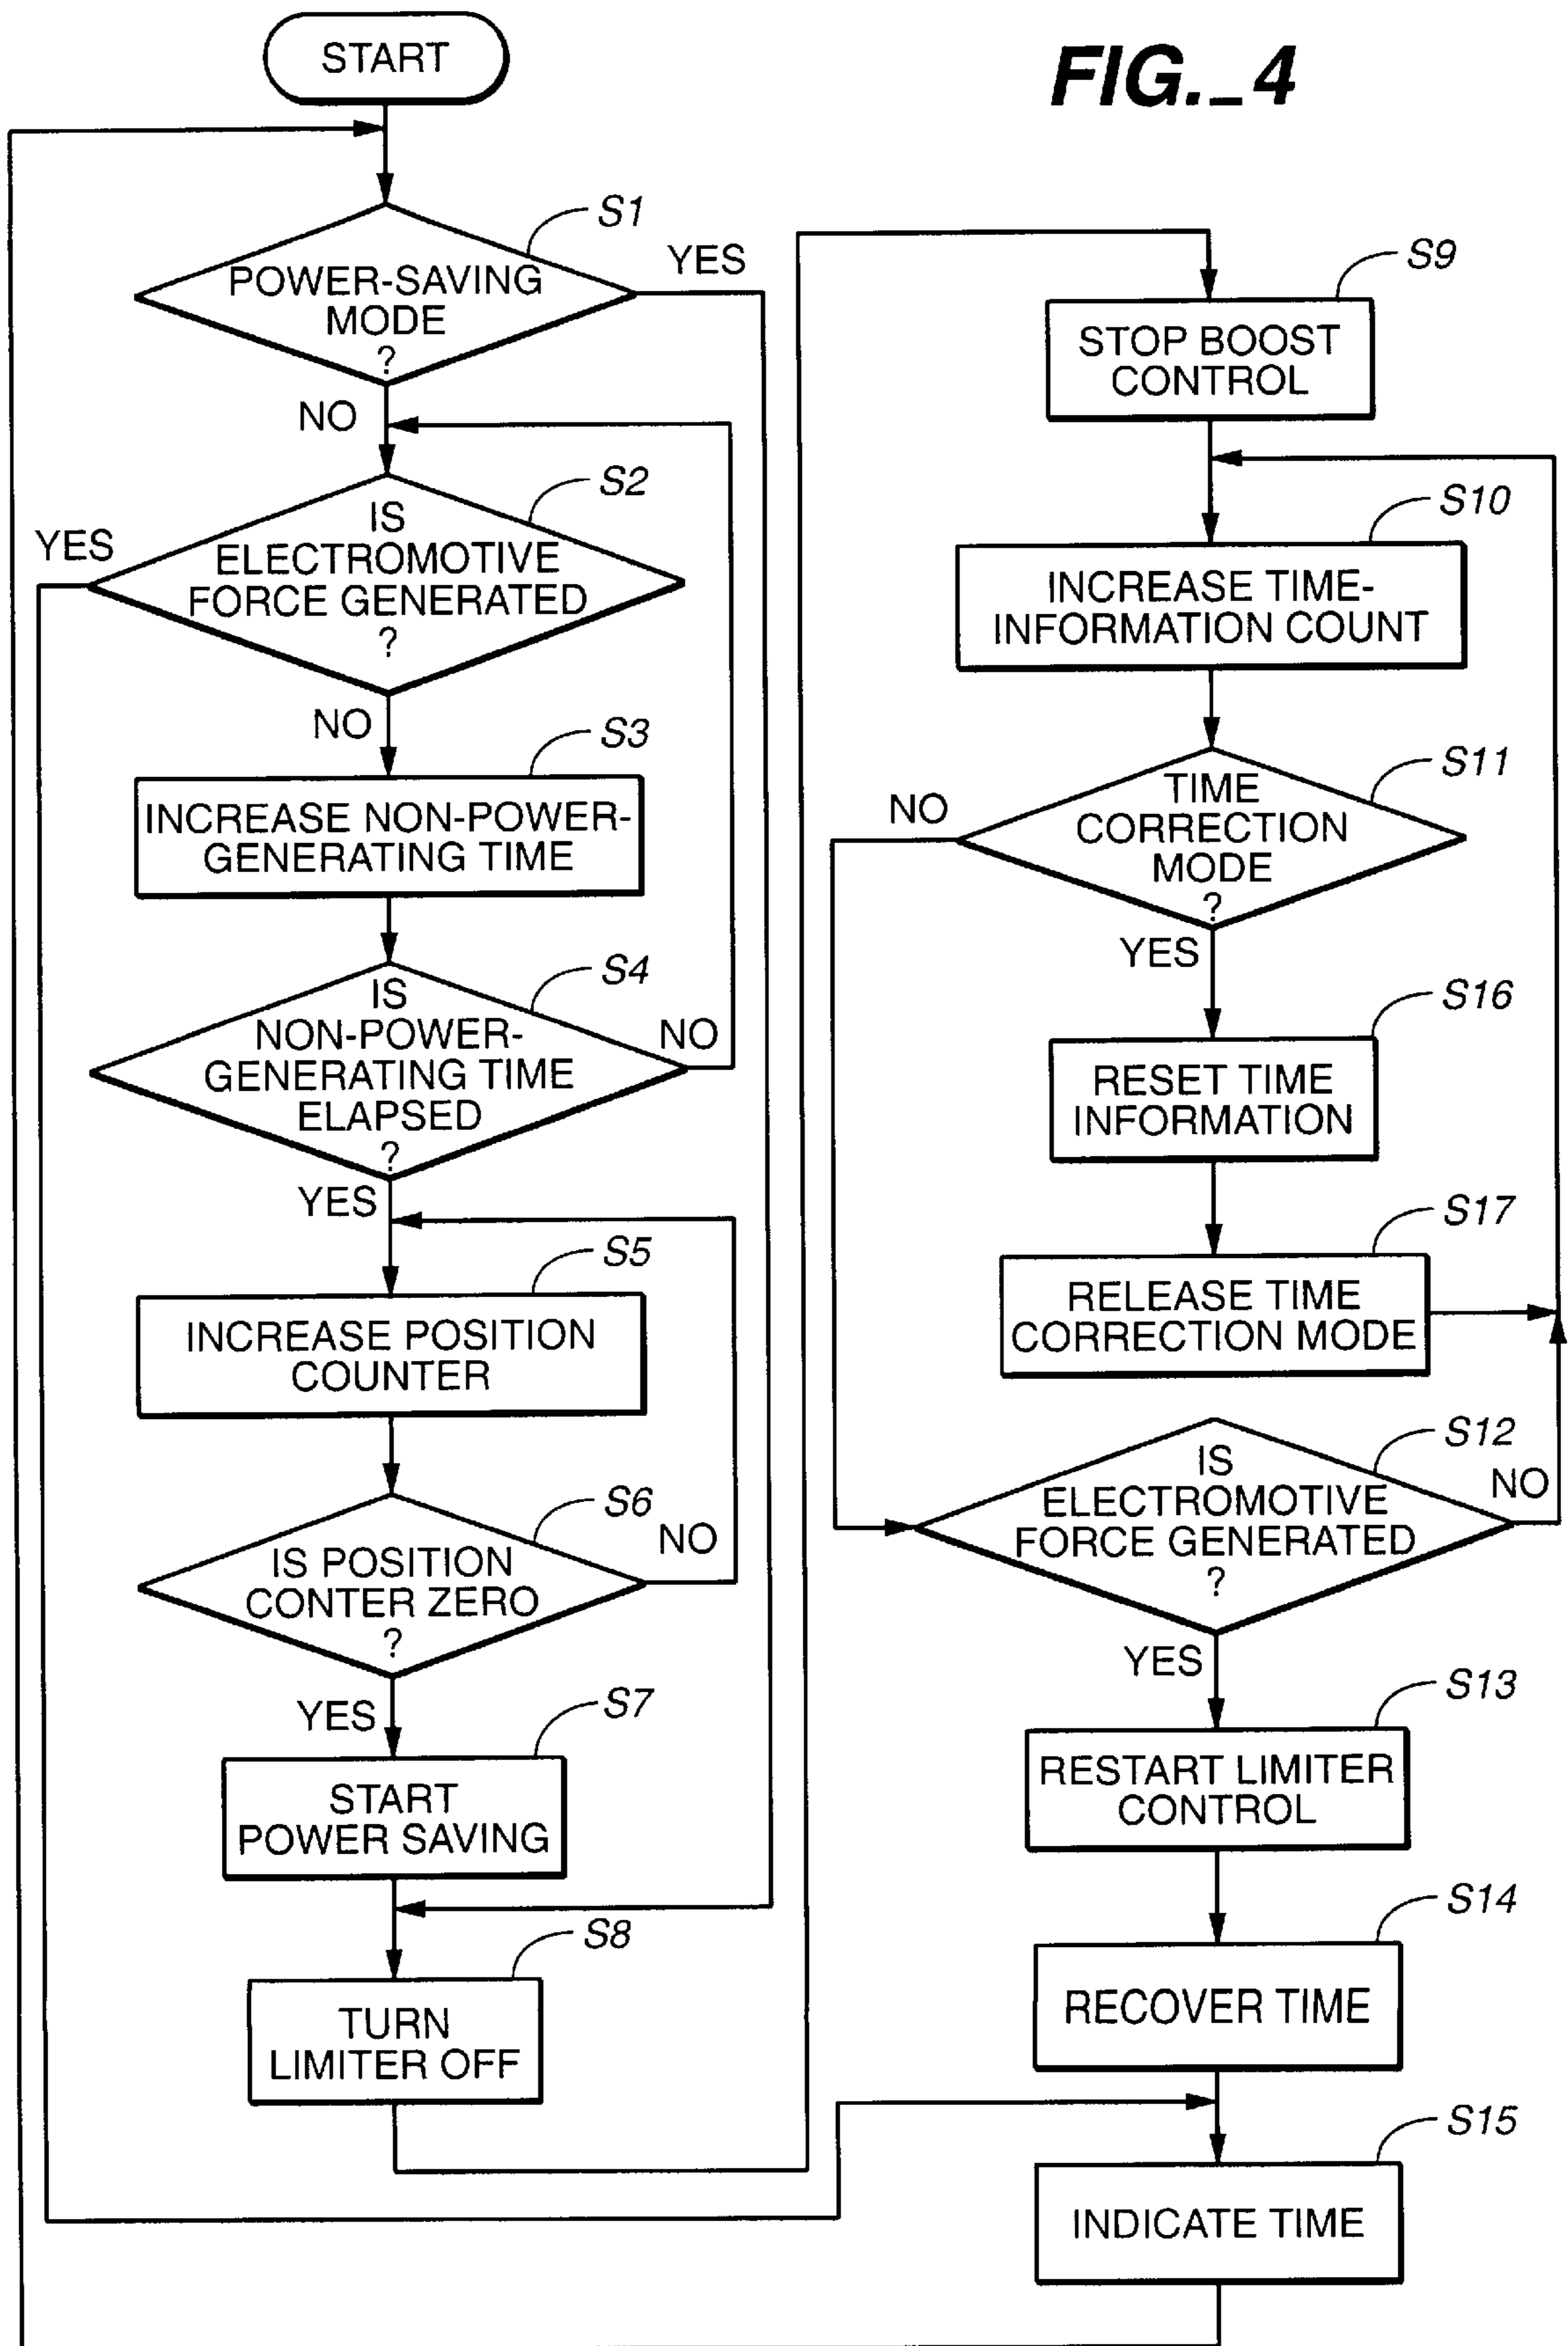 FIG._4
START
S1
POWER-SAVING
MODE
?
YES
NO
S2
IS
ELECTROMOTIVE
FORCE GENERATED
?
YES
NO
S3
INCREASE NON-POWER-
GENERATING TIME
S4
IS
NON-POWER-
GENERATING TIME
ELAPSED
?
NO
YES
S5
INCREASE POSITION
COUNTER
S6
IS POSITION
CONTER ZERO
?
NO
YES
S7
START
POWER SAVING
S8
TURN
LIMITER OFF
S9
STOP BOOST
CONTROL
S10
INCREASE TIME-
INFORMATION COUNT
S11
TIME
CORRECTION
MODE
?
NO
YES
S16
RESET TIME
INFORMATION
S17
RELEASE TIME
CORRECTION MODE
S12
IS
ELECTROMOTIVE
FORCE GENERATED
?
NO
YES
S13
RESTART LIMITER
CONTROL
S14
RECOVER TIME
S15
INDICATE TIME